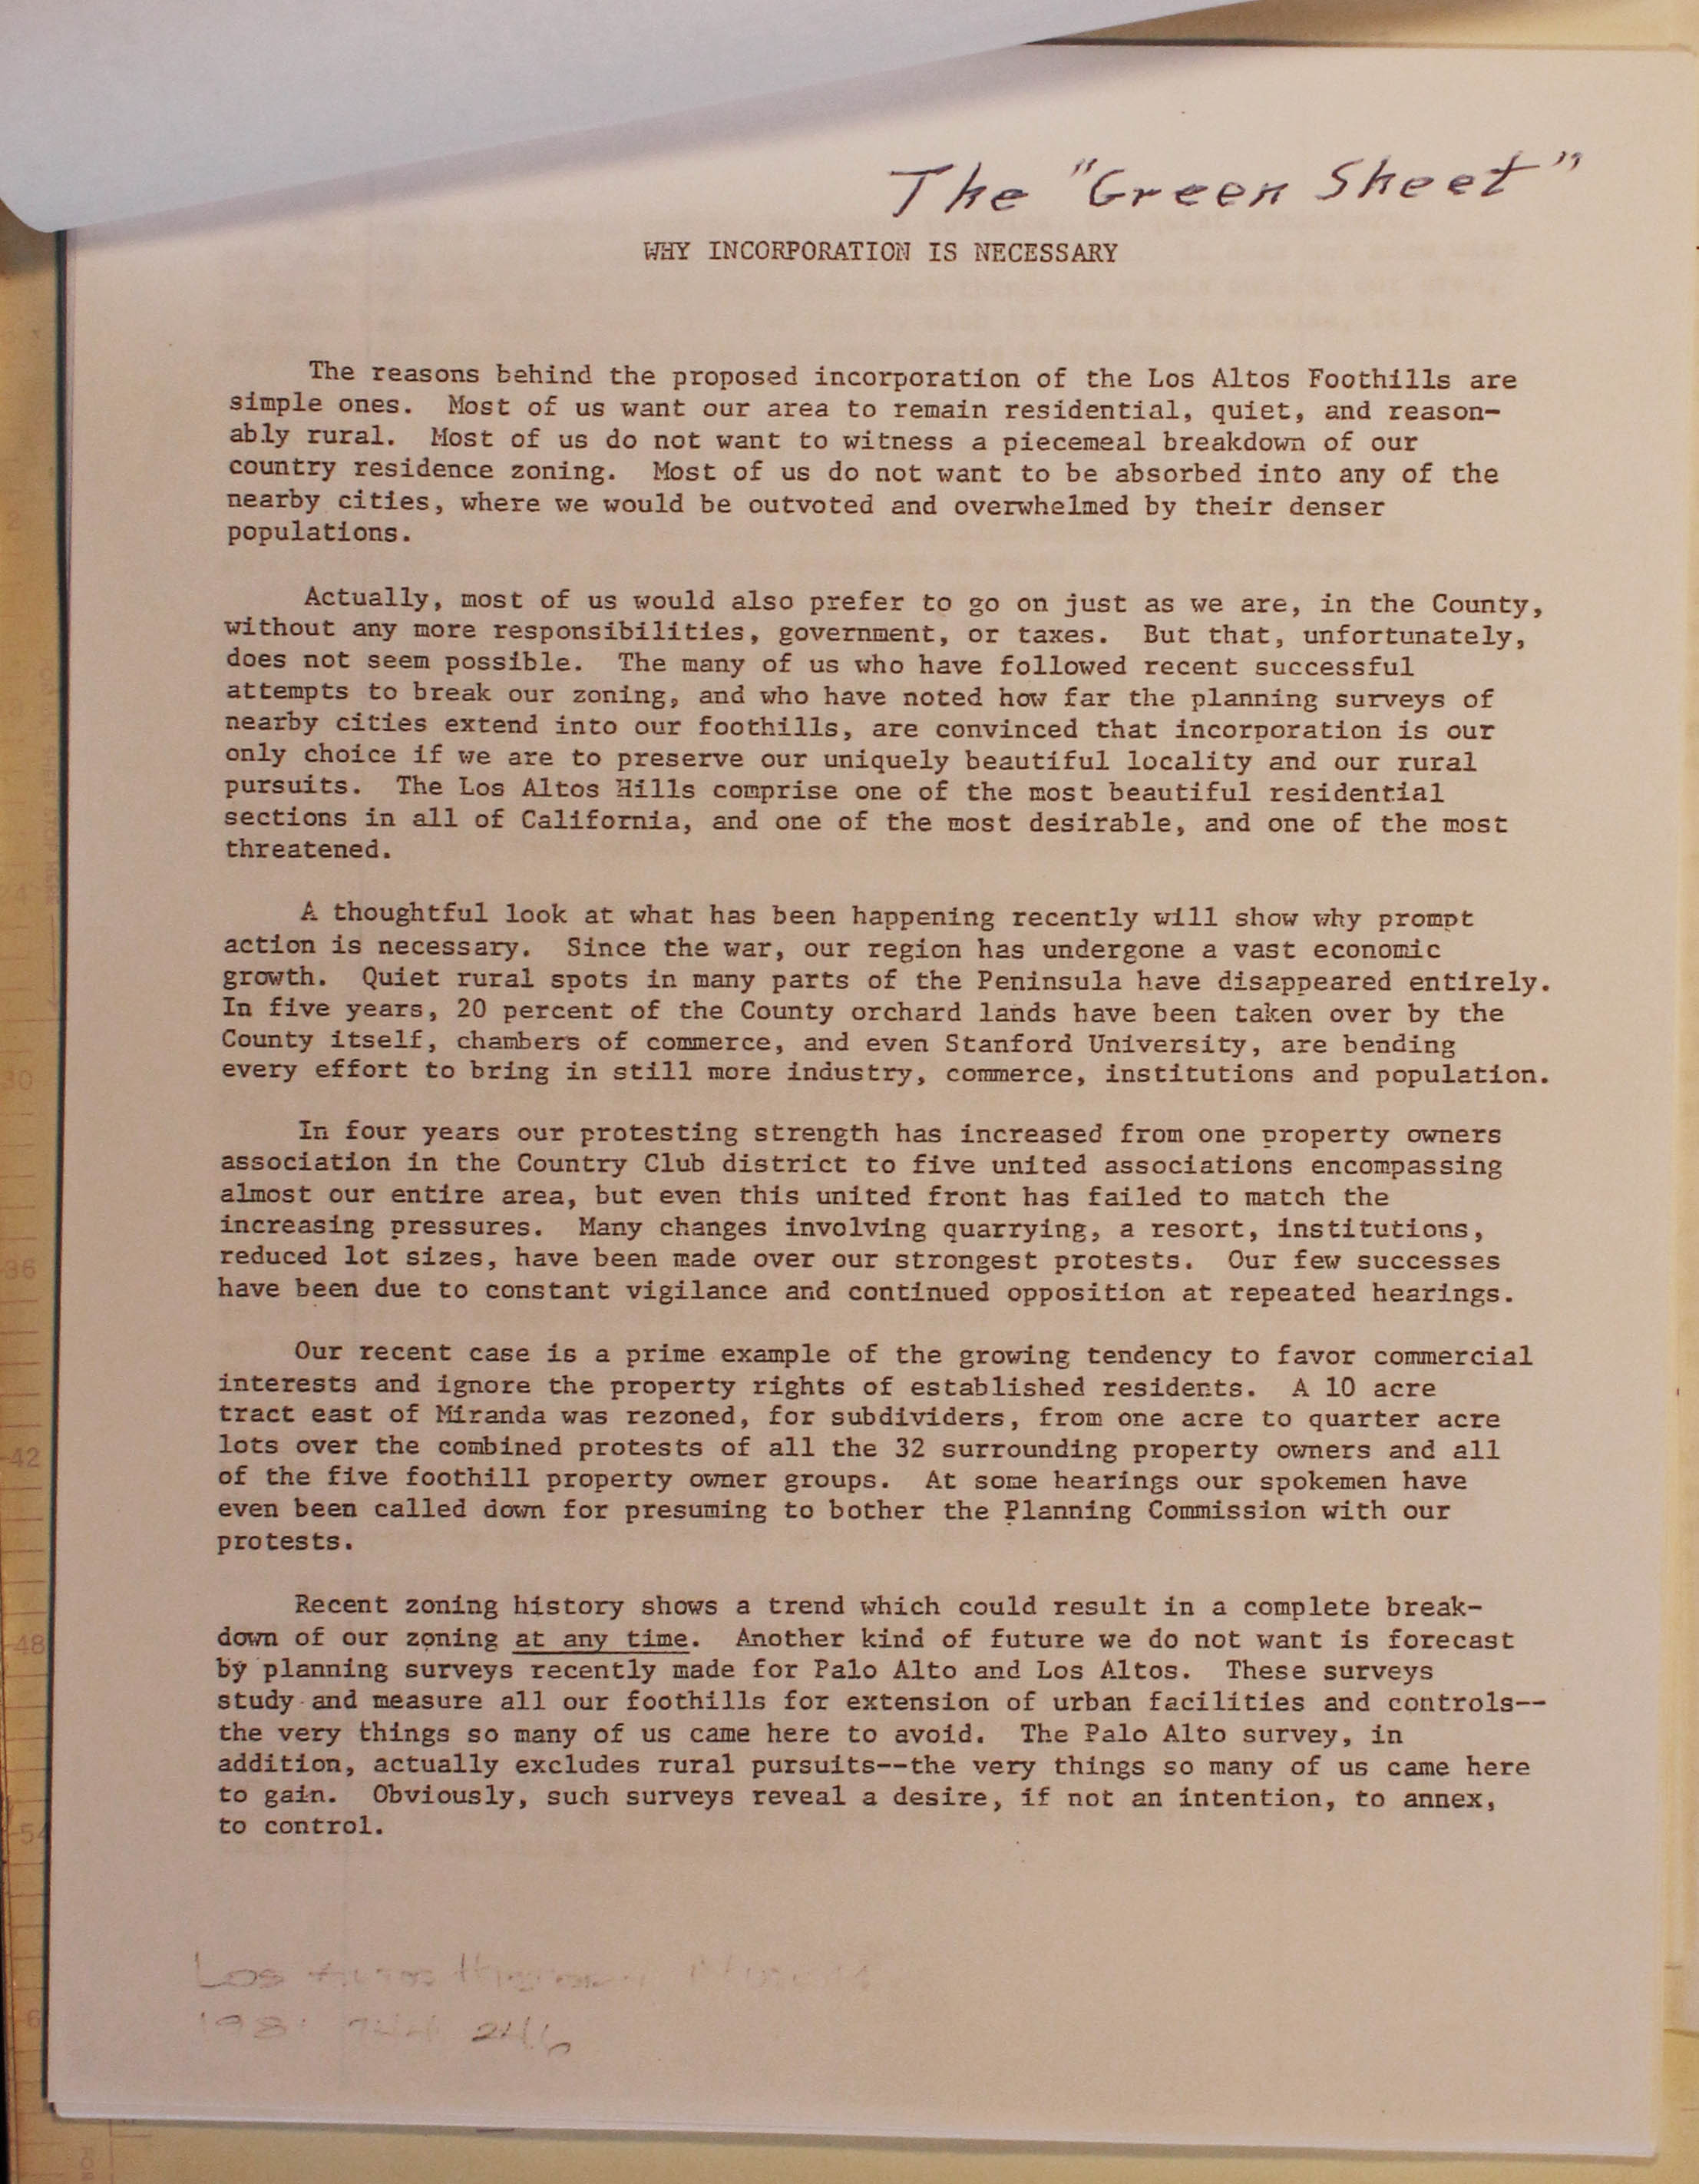 The "Green Sheet"
WHY INCORPORATION IS NECESSARY
The reasons behind the proposed incorporation of the Los Altos Foothills are
simple ones. Most of us want our area to remain residential, quiet, and reason-
ably rural. Most of us do not want to witness a piecemeal breakdown of our
country residence zoning. Most of us do not want to be absorbed into any of the
nearby cities, where we would be outvoted and overwhelmed by their denser
populations.
Actually, most of us would also prefer to go on just as we are, in the County,
without any more responsibilities, government, or taxes. But that, unfortunately,
does not seem possible. The many of us who have followed recent successful
attempts to break our zoning, and who have noted how far the planning surveys of
nearby cities extend into our foothills, are convinced that incorporation is our
only choice if we are to preserve our uniquely beautiful locality and our rural
pursuits. The Los Altos Hills comprise one of the most beautiful residential
sections in all of California, and one of the most desirable, and one of the most
threatened.
A thoughtful look at what has been happening recently will show why prompt
action is necessary. Since the war, our region has undergone a vast economic
growth. Quiet rural spots in many parts of the Peninsula have disappeared entirely.
In five years, 20 percent of the County orchard lands have been taken over by the
County itself, chambers of commerce, and even Stanford University, are bending
every effort to bring in still more industry, commerce, institutions and population.
In four years our protesting strength has increased from one property owners
association in the Country Club district to five united associations encompassing
almost our entire area, but even this united front has failed to match the
increasing pressures. Many changes involving quarrying, a resort, institutions,
reduced lot sizes, have been made over our strongest protests. Our few successes
have been due to constant vigilance and continued opposition at repeated hearings.
Our recent case is a prime example of the growing tendency to favor commercial
interests and ignore the property rights of established residents. A 10 acre
tract east of Miranda was rezoned, for subdividers, from one acre to quarter acre
lots over the combined protests of all the 32 surrounding property owners and all
of the five foothill property owner groups. At some hearings our spokemen have
even been called down for presuming to bother the Planning Commission with our
protests.
Recent zoning history shows a trend which could result in a complete break-
down of our zoning at any time. Another kind of future we do not want is forecast
by planning surveys recently made for Palo Alto and Los Altos. These surveys
study and measure all our foothills for extension of urban facilities and controls--
the very things so many of us came here to avoid. The Palo Alto survey, in
addition, actually excludes rural pursuits--the very things so many of us came here
to gain. Obviously, such surveys reveal a desire, if not an intention, to annex,
to control.
Los
246